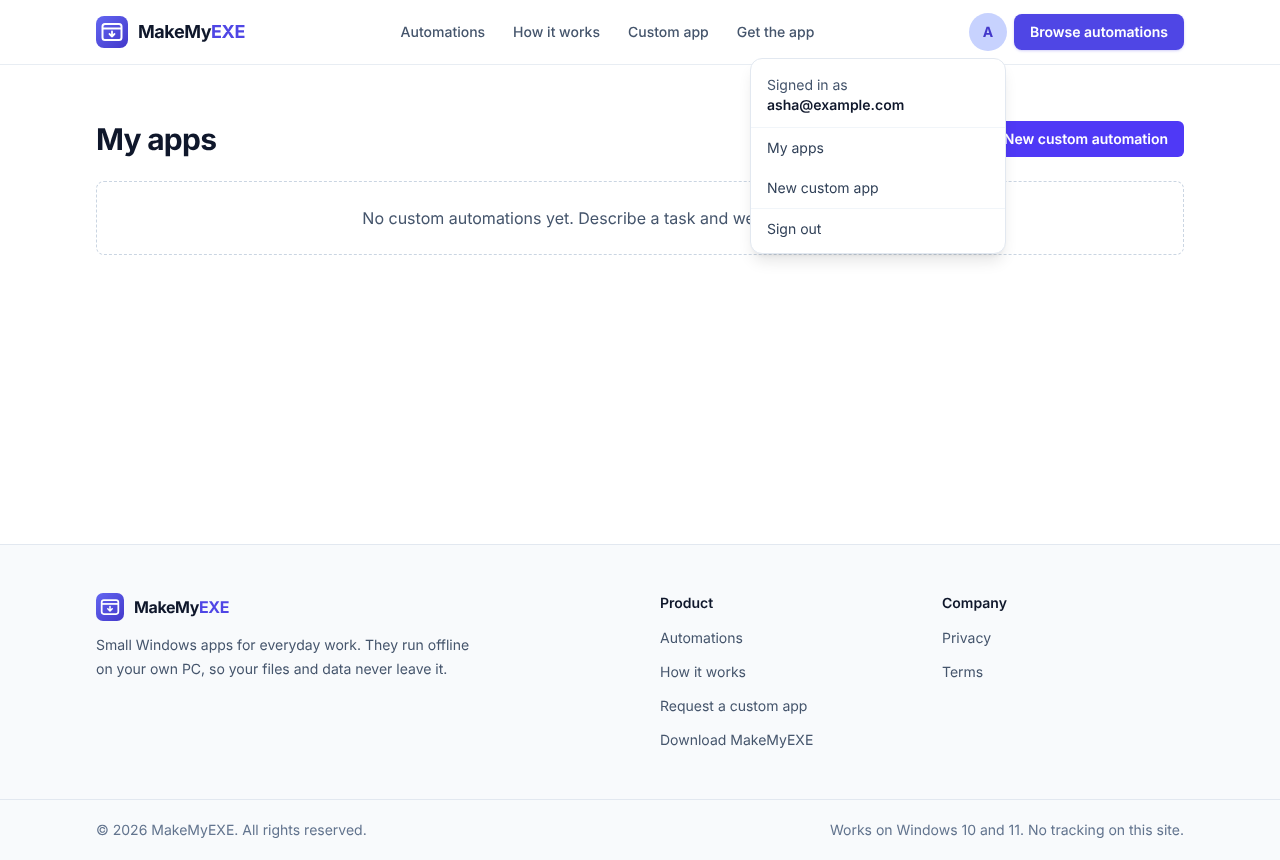 MakeMyEXE
Automations
How it works
Custom app
Get the app
A
Browse automations
Signed in as
asha@example.com
My apps
New custom app
Sign out
My apps
New custom automation
No custom automations yet. Describe a task and we
MakeMyEXE
Small Windows apps for everyday work. They run offline
on your own PC, so your files and data never leave it.
Product
Automations
How it works
Request a custom app
Download MakeMyEXE
Company
Privacy
Terms
© 2026 MakeMyEXE. All rights reserved.
Works on Windows 10 and 11. No tracking on this site.